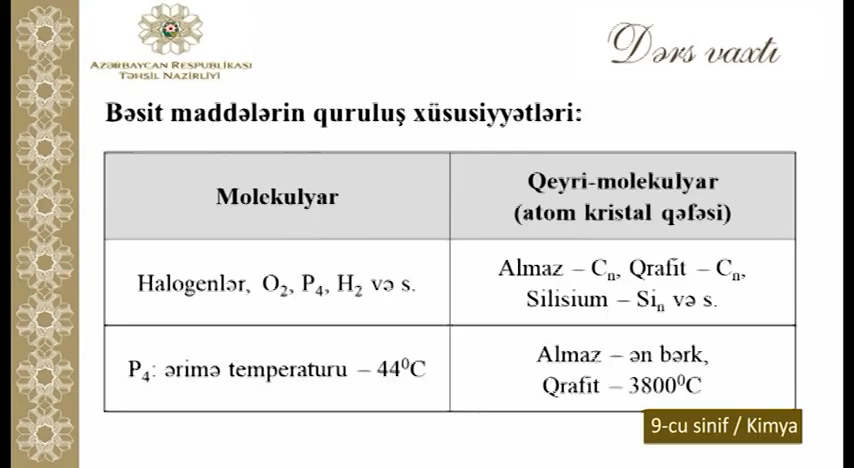 AZƏRBAYCAN RESPUBLİKASI
TƏHSİL NAZİRLİYİ
Dərs vaxtı
Bəsit maddələrin quruluş xüsusiyyətləri:
Molekulyar
Qeyri-molekulyar
(atom kristal qəfəsi)
Halogenlər, O₂, P₄, H₂ və s.
Almaz – Cₙ, Qrafit – Cₙ,
Silisium – Siₙ və s.
P₄: ərimə temperaturu – 44⁰C
Almaz – ən bərk,
Qrafit – 3800⁰C
9-cu sinif / Kimya